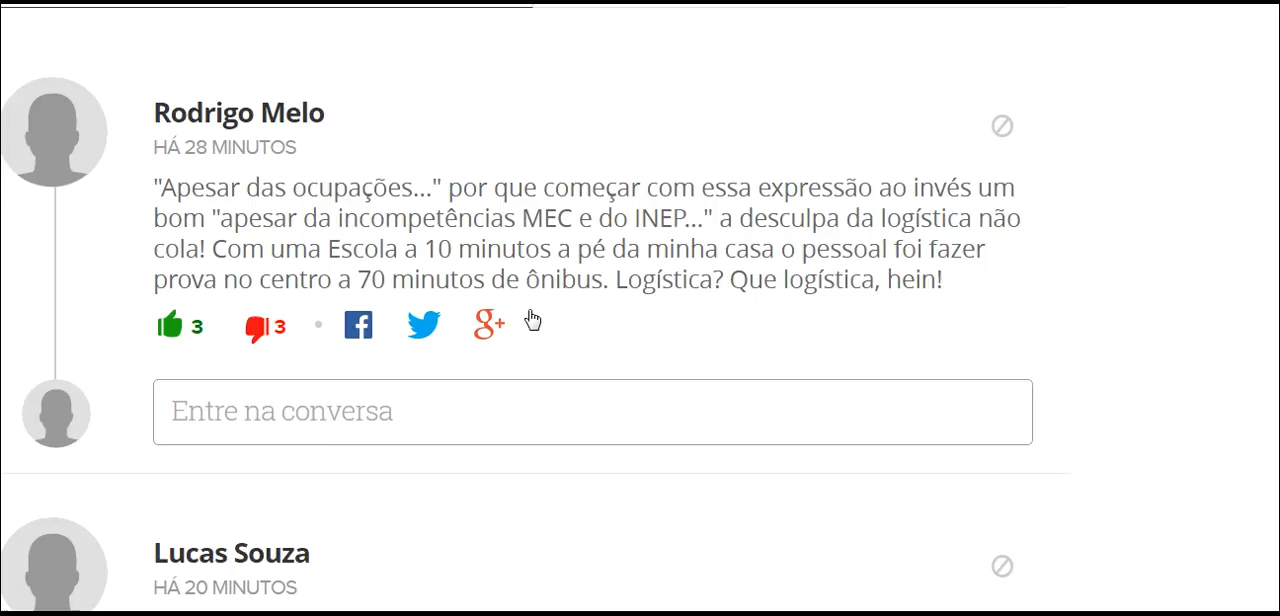 Rodrigo Melo
HÁ 28 MINUTOS
"Apesar das ocupações..." por que começar com essa expressão ao invés um
bom "apesar da incompetências MEC e do INEP..." a desculpa da logística não
cola! Com uma Escola a 10 minutos a pé da minha casa o pessoal foi fazer
prova no centro a 70 minutos de ônibus. Logística? Que logística, hein!
3 3 g+
Entre na conversa
Lucas Souza
HÁ 20 MINUTOS